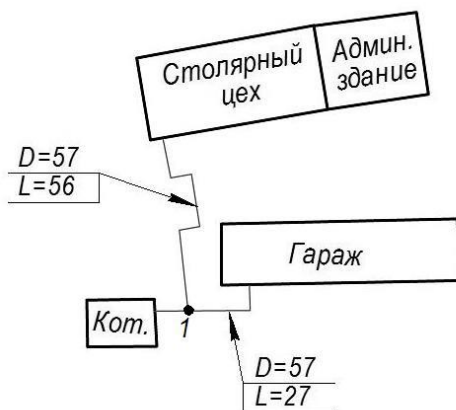 Столярный
цех
Админ.
здание
D=57
L=56
Гараж
Кот.
1
D=57
L=27